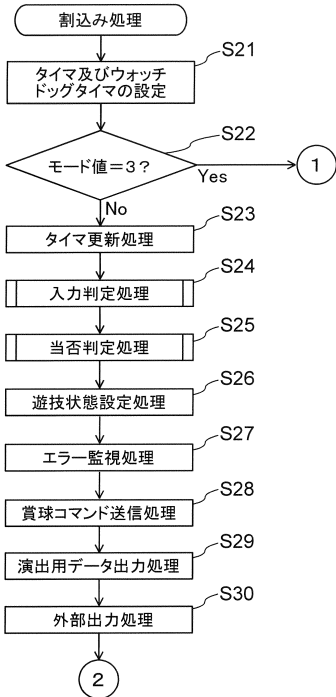 割込み処理
S21
タイマ及びウォッチ
ドッグタイマの設定
S22
モード値=3?
Yes
1
No
S23
タイマ更新処理
S24
入力判定処理
S25
当否判定処理
S26
遊技状態設定処理
S27
エラー監視処理
S28
賞球コマンド送信処理
S29
演出用データ出力処理
S30
外部出力処理
2